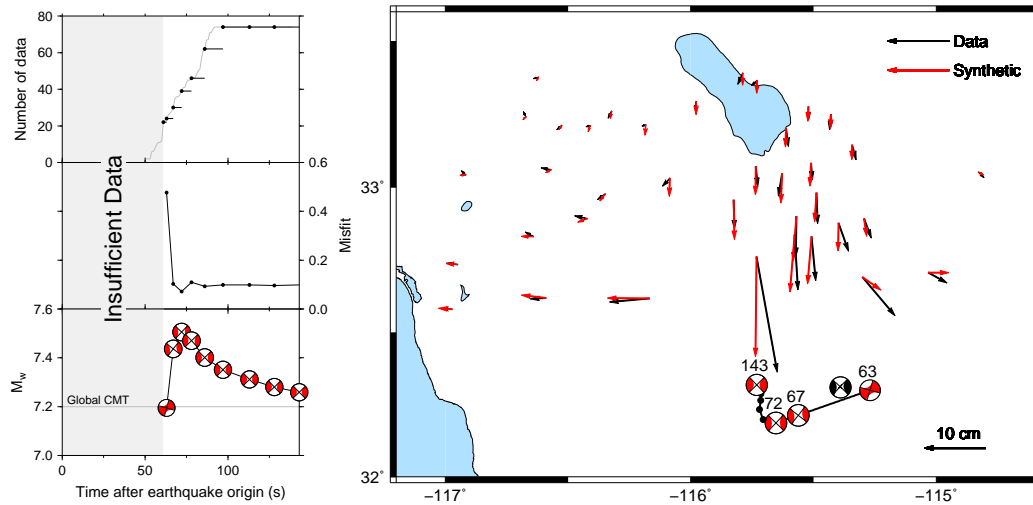 80
60
40
20
0
Number of data
Insufficient Data
0.6
0.4
0.2
0.0
Misfit
7.6
7.4
7.2
7.0
Mw
Global CMT
0
50
100
Time after earthquake origin (s)
Data
Synthetic
33°
32°
143
72
67
63
10 cm
−117°
−116°
−115°